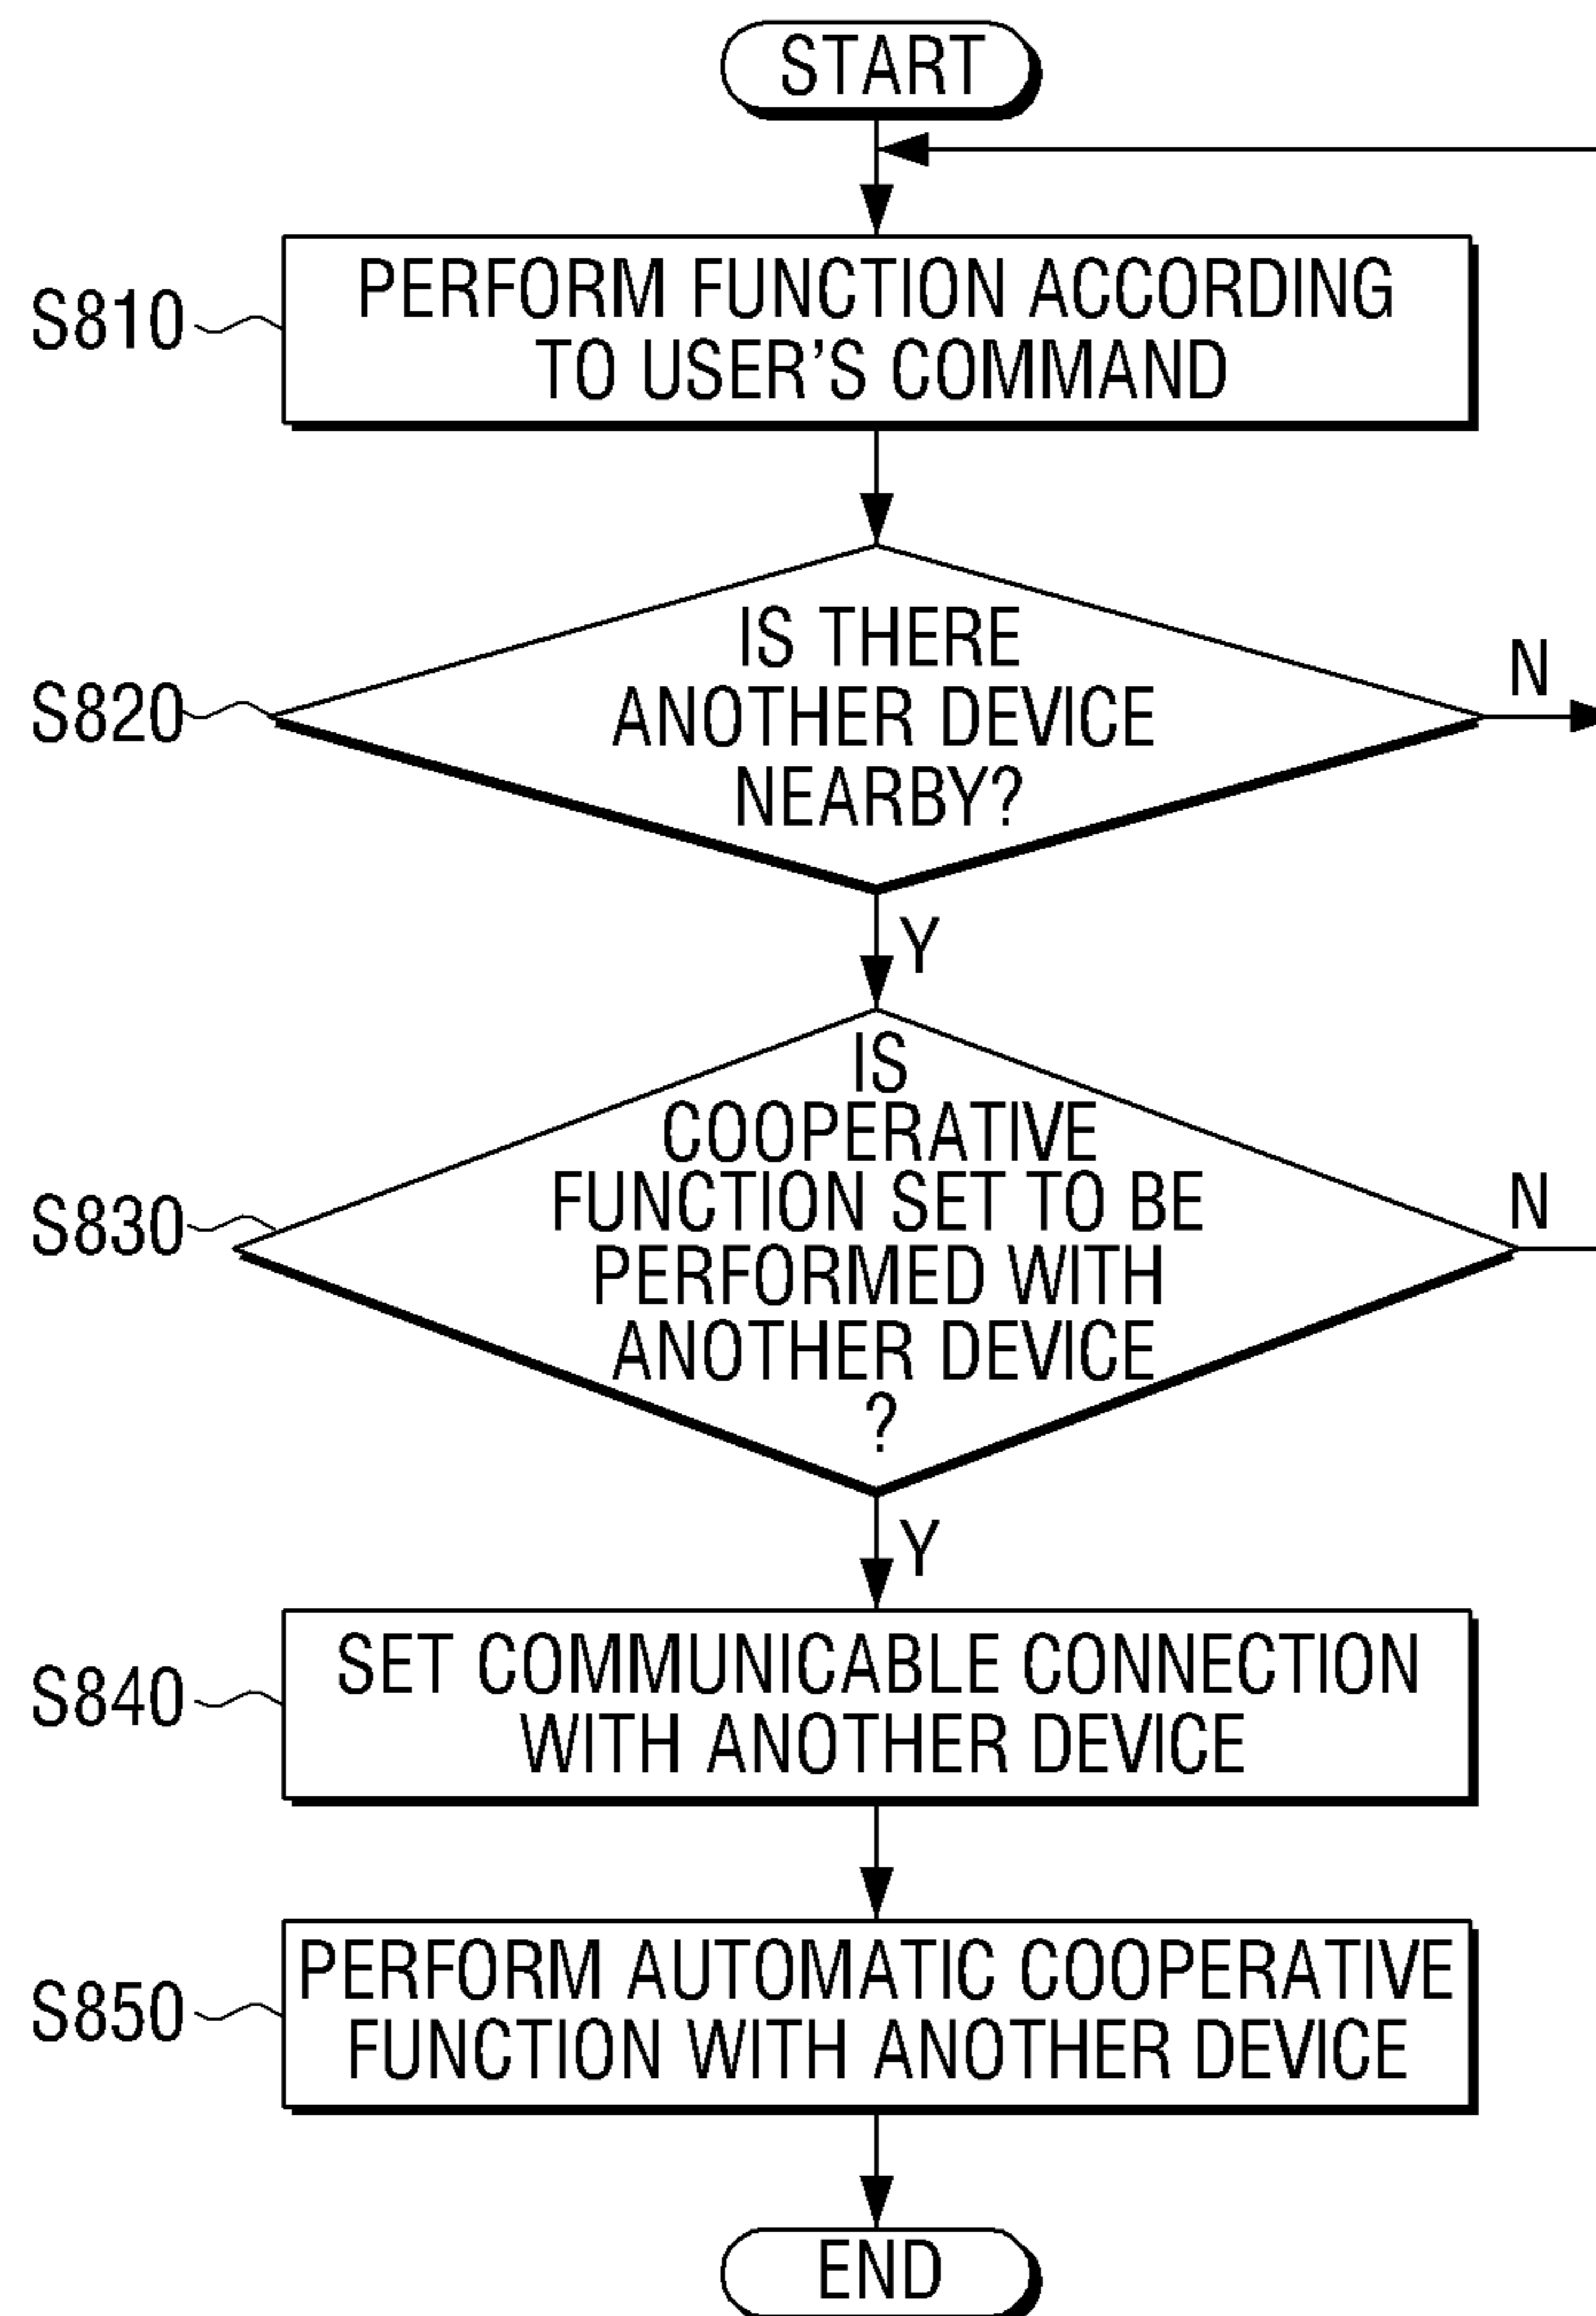 START
S810
PERFORM FUNCTION ACCORDING
TO USER'S COMMAND
S820
IS THERE
ANOTHER DEVICE
NEARBY?
N
Y
S830
IS
COOPERATIVE
FUNCTION SET TO BE
PERFORMED WITH
ANOTHER DEVICE
?
N
Y
S840
SET COMMUNICABLE CONNECTION
WITH ANOTHER DEVICE
S850
PERFORM AUTOMATIC COOPERATIVE
FUNCTION WITH ANOTHER DEVICE
END